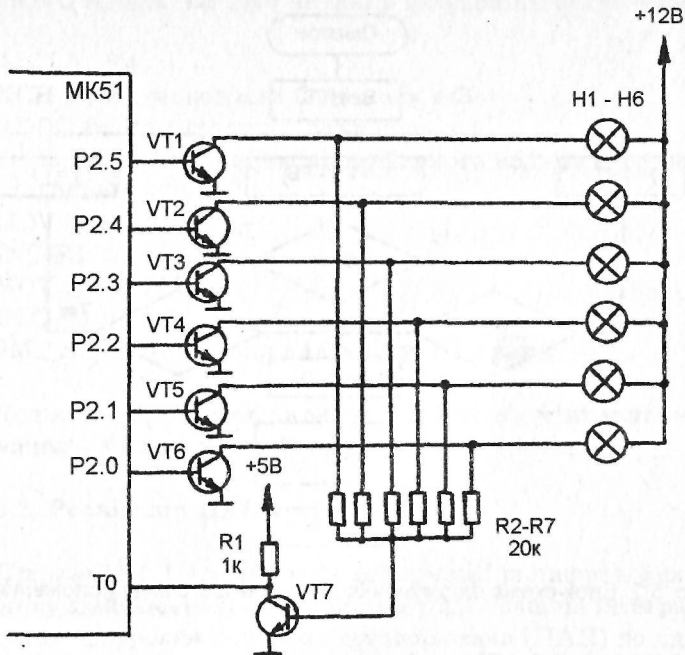 +12В
МК51
H1 - H6
VT1
P2.5
VT2
P2.4
VT3
P2.3
VT4
P2.2
VT5
P2.1
VT6
P2.0
+5В
R1
1к
R2-R7
20к
T0
VT7